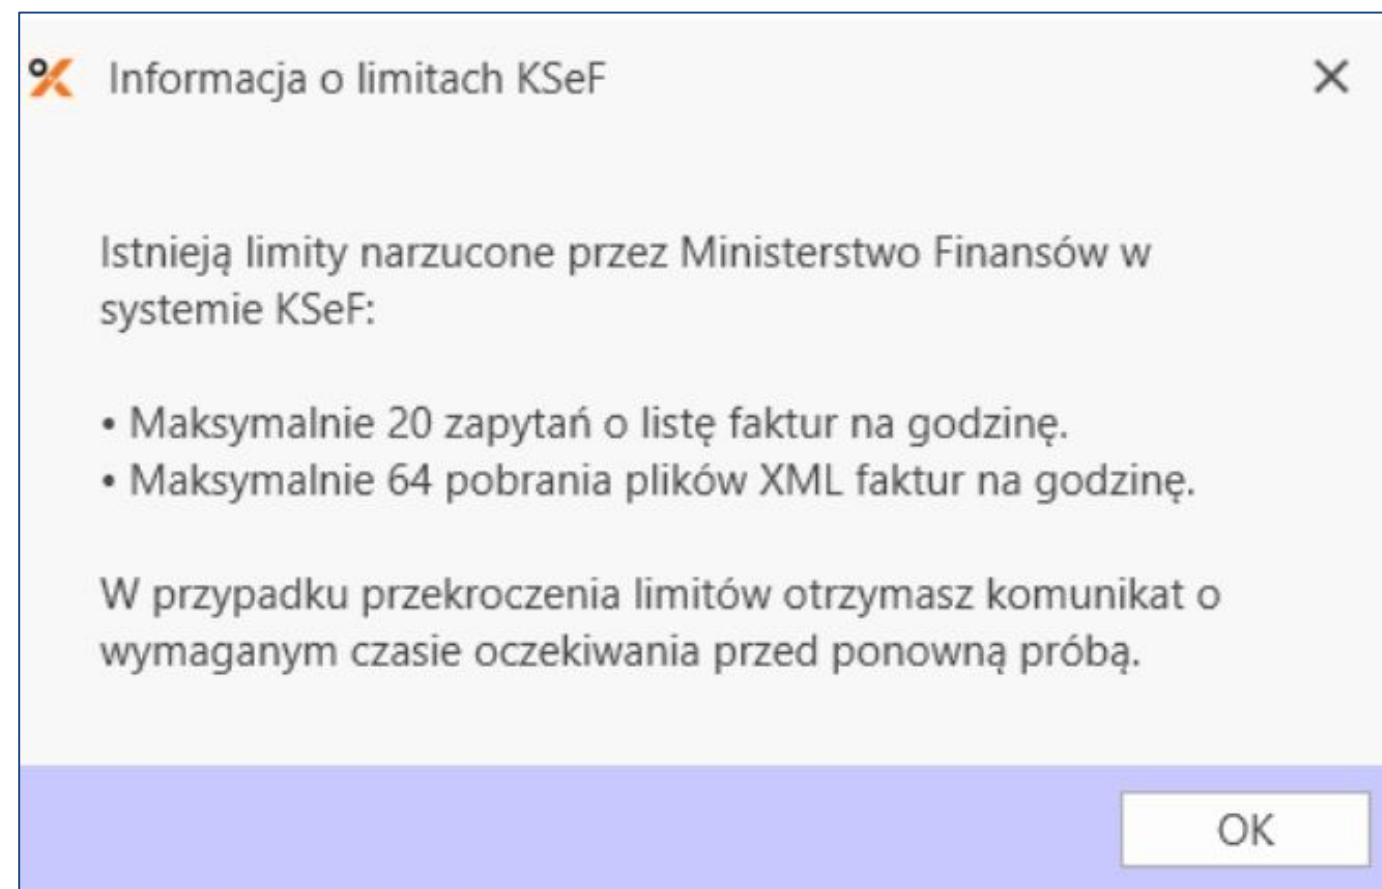 Informacja o limitach KSeF
Istnieją limity narzucone przez Ministerstwo Finansów w
systemie KSeF:
• Maksymalnie 20 zapytań o listę faktur na godzinę.
• Maksymalnie 64 pobrania plików XML faktur na godzinę.
W przypadku przekroczenia limitów otrzymasz komunikat o
wymaganym czasie oczekiwania przed ponowną próbą.
OK